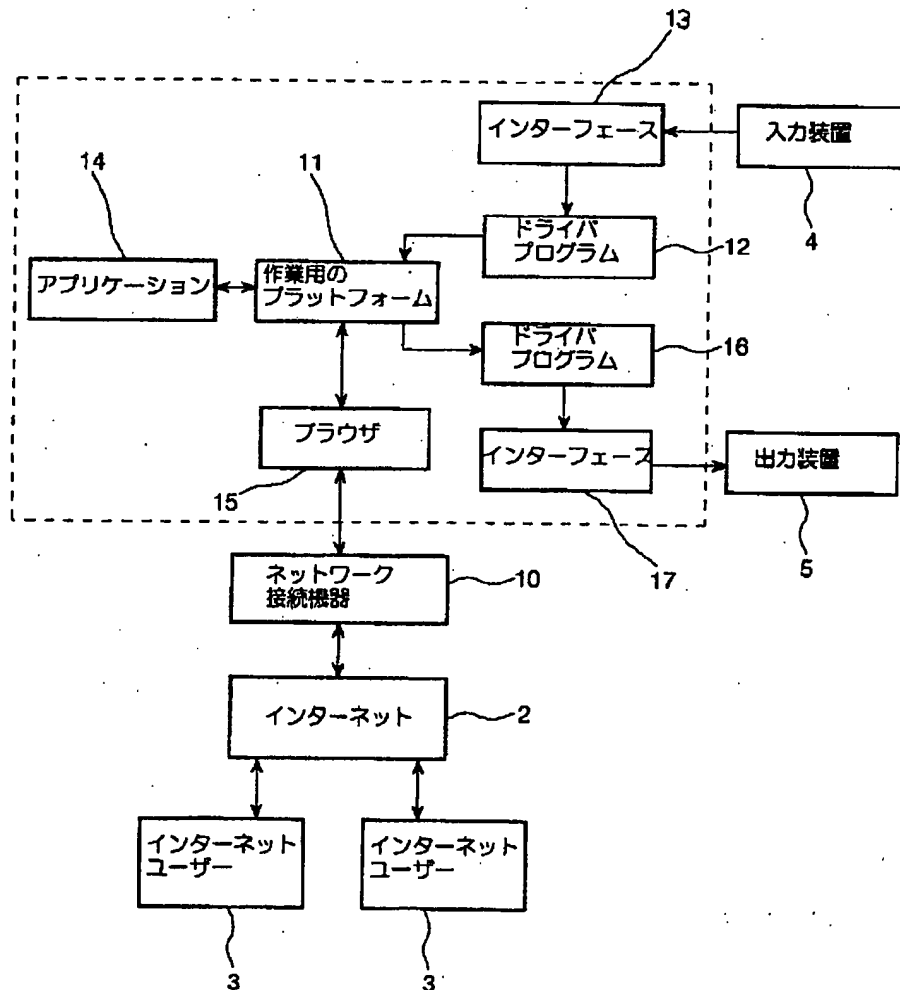 13
インターフェース
入力装置
14
11
4
ドライバ
プログラム
12
アプリケーション
作業用の
プラットフォーム
ドライバ
プログラム
16
ブラウザ
インターフェース
出力装置
15
17
5
ネットワーク
接続機器
10
インターネット
2
インターネット
ユーザー
インターネット
ユーザー
3
3